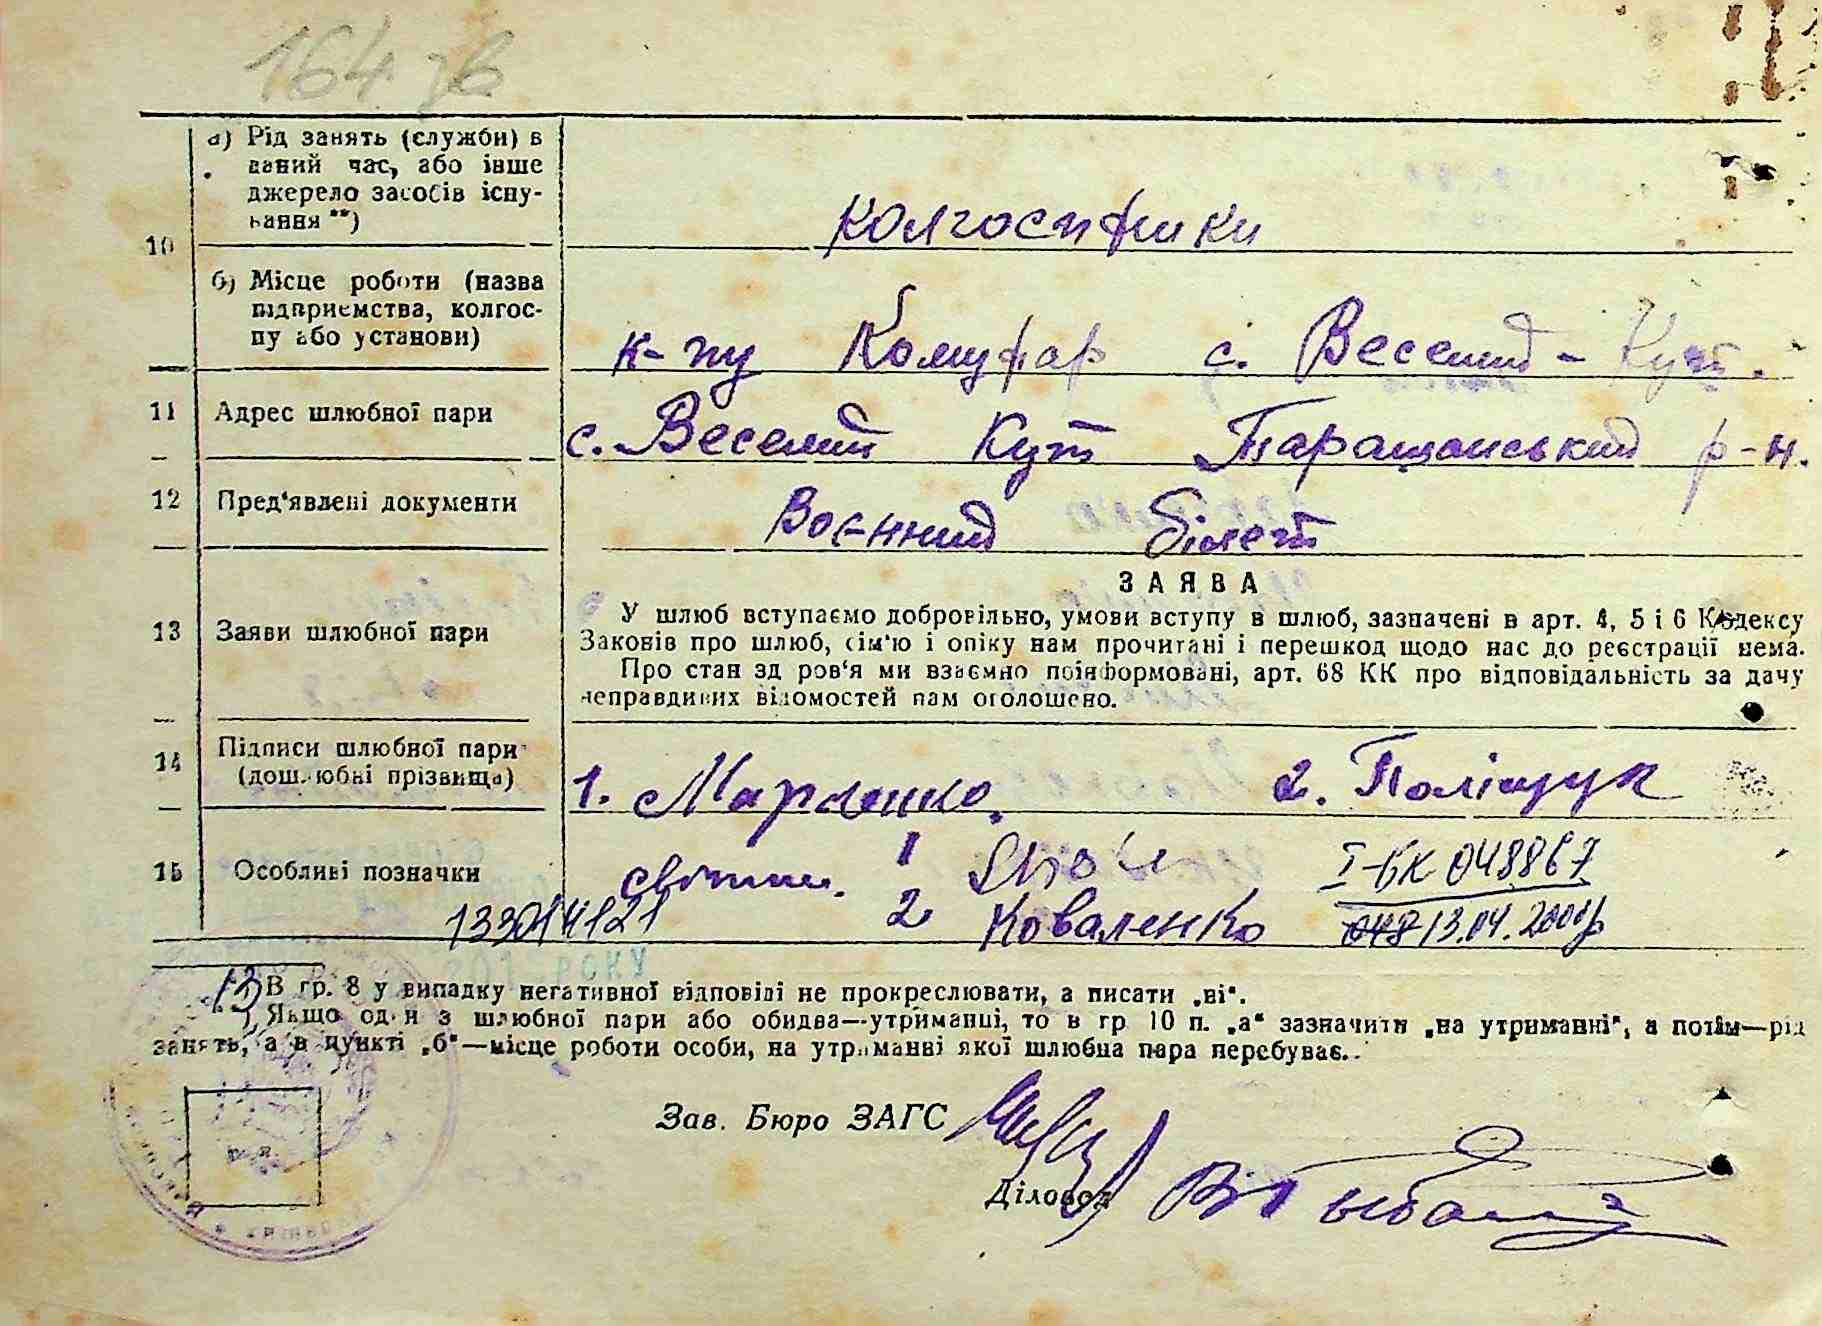 164 зв
10
а) Рід занять (служби) в
даний час, або інше
джерело засобів існу-
вання **)
колгоспники
б) Місце роботи (назва
підприємства, колгос-
пу або установи)
к-пу Комунар с. Веселий-Кут.
11 Адрес шлюбної пари
с. Веселий Кут Таращанський р-н.
12 Пред'явлені документи
Воєнний білет
13 Заяви шлюбної пари
ЗАЯВА
У шлюб вступаємо добровільно, умови вступу в шлюб, зазначені в арт. 4, 5 і 6 Кодексу
Законів про шлюб, сім'ю і опіку нам прочитані і перешкод щодо нас до реєстрації нема.
Про стан здоров'я ми взаємно поінформовані, арт. 68 КК про відповідальність за дачу
неправдивих відомостей нам оголошено.
14 Підписи шлюбної пари
(дошлюбні прізвища)
1. Марченко. 2. Поліщук
15 Особливі позначки
свідки. 1
I-БК 048867
133014121 2 Коваленко 048 13.04.2001р
*) В гр. 8 у випадку негативної відповіді не прокреслювати, а писати „ні“.
**) Якщо один з шлюбної пари або обидва—утриманці, то в гр 10 п. „а“ зазначити „на утриманні“, а потім—рід
занять, а в пункті „б“—місце роботи особи, на утриманні якої шлюбна пара перебуває.
Зав. Бюро ЗАГС
Діловод